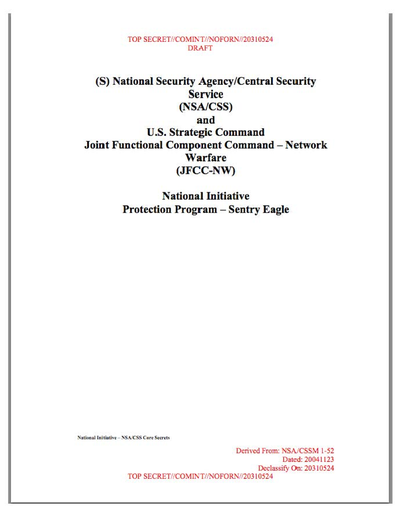 TOP SECRET//COMINT//NOFORN//20310524
DRAFT
(S) National Security Agency/Central Security
Service
(NSA/CSS)
and
U.S. Strategic Command
Joint Functional Component Command – Network
Warfare
(JFCC-NW)
National Initiative
Protection Program – Sentry Eagle
National Initiative – NSA/CSS Core Secrets
Derived From: NSA/CSSM 1-52
Dated: 20041123
Declassify On: 20310524
TOP SECRET//COMINT//NOFORN//20310524